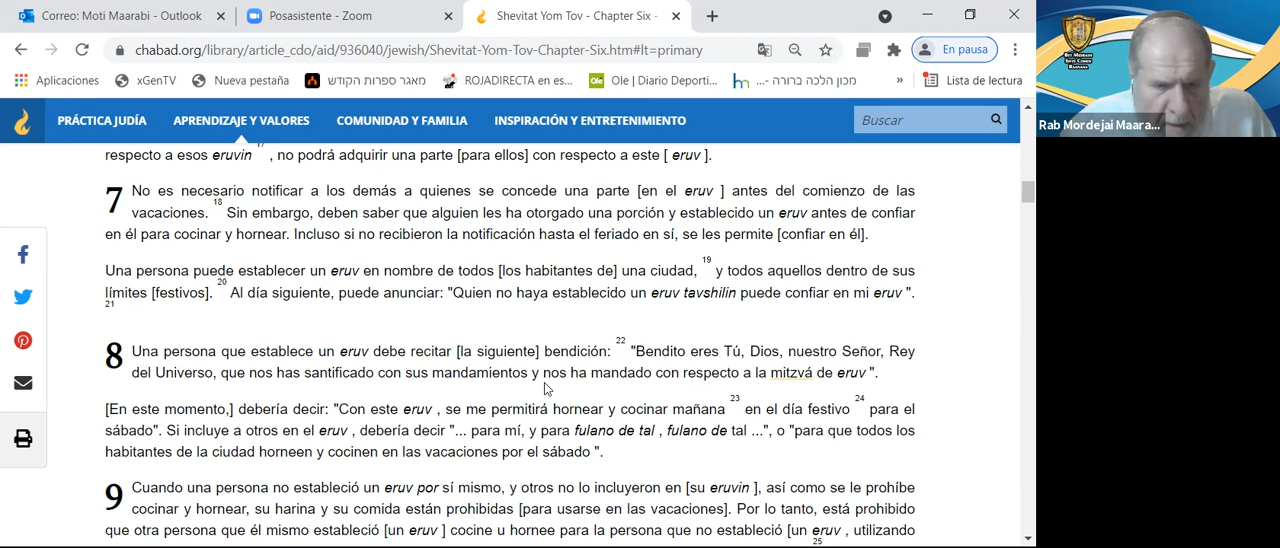 Correo: Moti Maarabi - Outlook
Posasistente - Zoom
Shevitat Yom Tov - Chapter Six -
chabad.org/library/article_cdo/aid/936040/jewish/Shevitat-Yom-Tov-Chapter-Six.htm#lt=primary
En pausa
Aplicaciones
xGenTV
Nueva pestaña
מאגר ספרות הקודש
ROJADIRECTA en es...
Ole | Diario Deporti...
מכון הלכה ברורה -...
»
Lista de lectura
Rab Mordejai Maara...
PRÁCTICA JUDÍA
APRENDIZAJE Y VALORES
COMUNIDAD Y FAMILIA
INSPIRACIÓN Y ENTRETENIMIENTO
Buscar
respecto a esos eruvin 17 , no podrá adquirir una parte [para ellos] con respecto a este [ eruv ].
7 No es necesario notificar a los demás a quienes se concede una parte [en el eruv ] antes del comienzo de las
vacaciones. 18 Sin embargo, deben saber que alguien les ha otorgado una porción y establecido un eruv antes de confiar
en él para cocinar y hornear. Incluso si no recibieron la notificación hasta el feriado en sí, se les permite [confiar en él].
Una persona puede establecer un eruv en nombre de todos [los habitantes de] una ciudad, 19 y todos aquellos dentro de sus
límites [festivos]. 20 Al día siguiente, puede anunciar: "Quien no haya establecido un eruv tavshilin puede confiar en mi eruv ".
21
8 Una persona que establece un eruv debe recitar [la siguiente] bendición: 22 "Bendito eres Tú, Dios, nuestro Señor, Rey
del Universo, que nos has santificado con sus mandamientos y nos ha mandado con respecto a la mitzvá de eruv ".
[En este momento,] debería decir: "Con este eruv , se me permitirá hornear y cocinar mañana 23 en el día festivo 24 para el
sábado". Si incluye a otros en el eruv , debería decir "... para mí, y para fulano de tal , fulano de tal ...", o "para que todos los
habitantes de la ciudad horneen y cocinen en las vacaciones por el sábado ".
9 Cuando una persona no estableció un eruv por sí mismo, y otros no lo incluyeron en [su eruvin ], así como se le prohíbe
cocinar y hornear, su harina y su comida están prohibidas [para usarse en las vacaciones]. Por lo tanto, está prohibido
que otra persona que él mismo estableció [un eruv ] cocine u hornee para la persona que no estableció [un eruv , utilizando
25